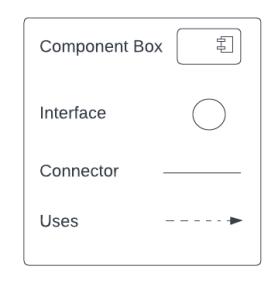 Component Box
Interface
Connector
Uses